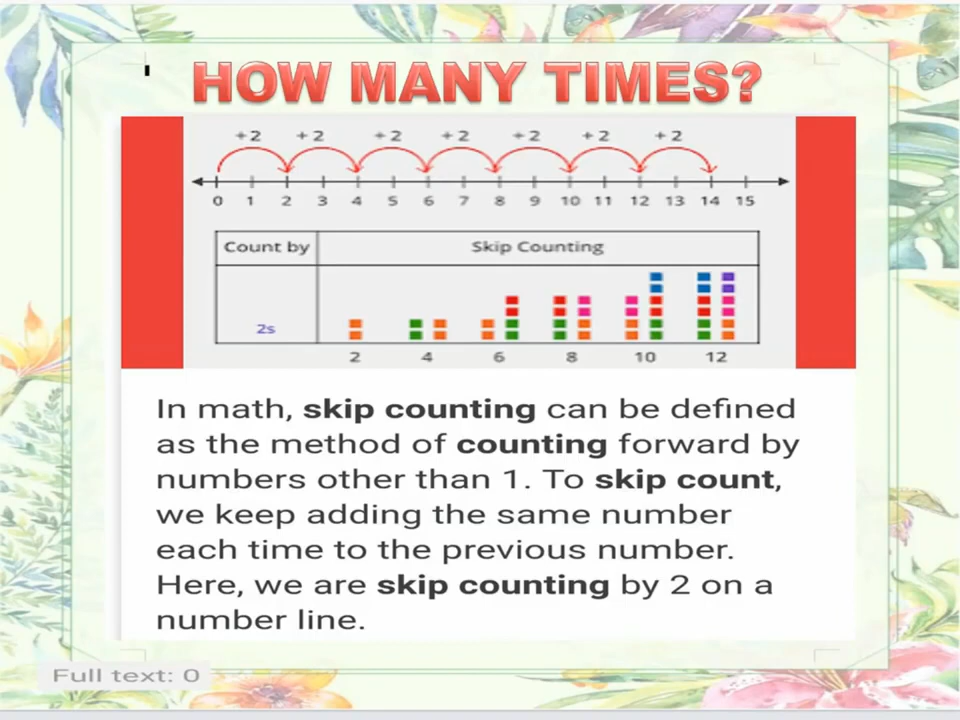 HOW MANY TIMES?
+2 +2 +2 +2 +2 +2 +2
0 1 2 3 4 5 6 7 8 9 10 11 12 13 14 15
Count by Skip Counting
2s
2 4 6 8 10 12
In math, skip counting can be defined
as the method of counting forward by
numbers other than 1. To skip count,
we keep adding the same number
each time to the previous number.
Here, we are skip counting by 2 on a
number line.
Full text: 0